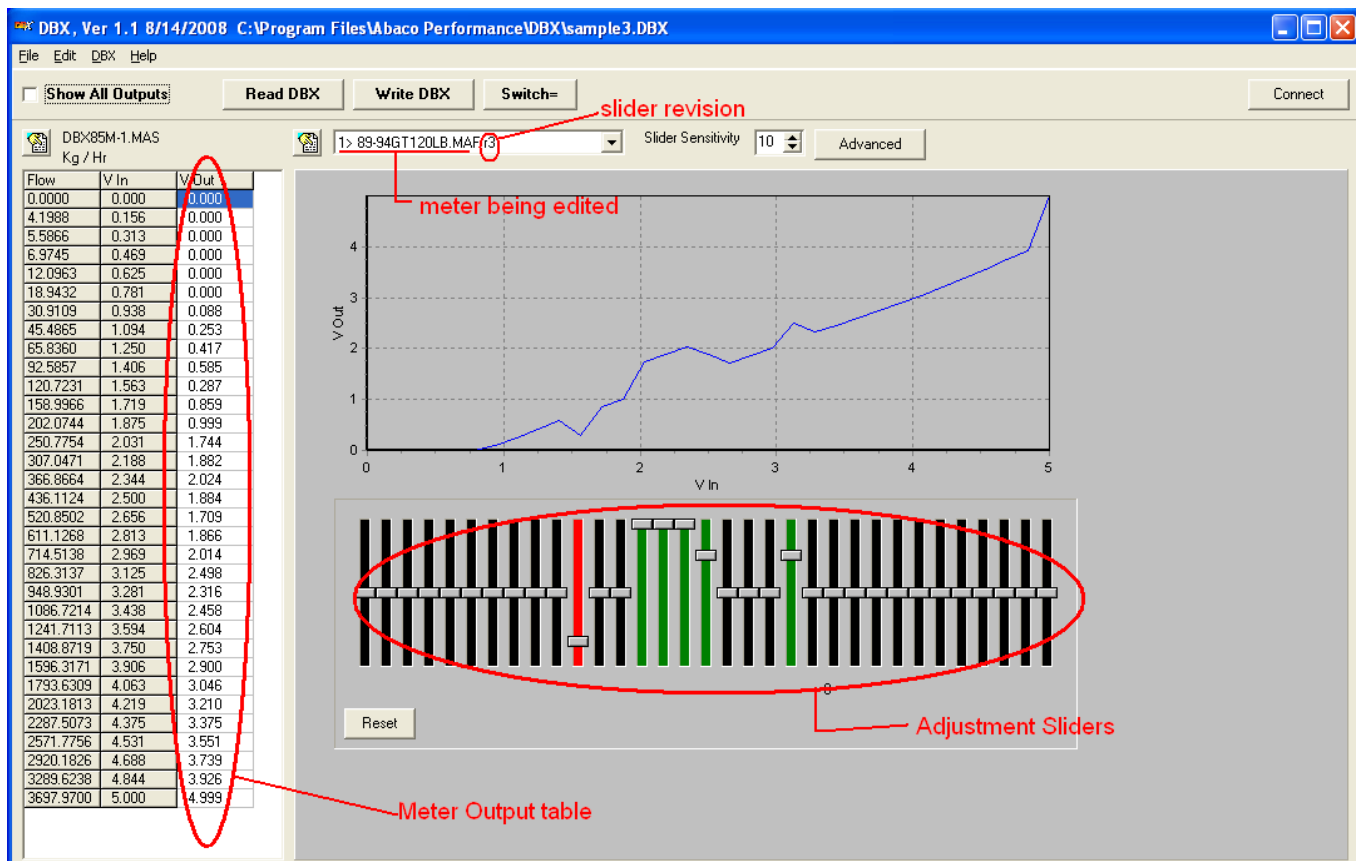 DBX, Ver 1.1 8/14/2008 C:\Program Files\Abaco Performance\DBX\sample3.DBX
File Edit DBX Help
Show All Outputs Read DBX Write DBX Switch= Connect
slider revision
DBX85M-1.MAS
Kg / Hr
1> 89-94GT120LB.MAF r3 Slider Sensitivity 10 Advanced
meter being edited
Flow V In V Out
0.0000 0.000 0.000
4.1988 0.156 0.000
5.5866 0.313 0.000
6.9745 0.469 0.000
12.0963 0.625 0.000
18.9432 0.781 0.000
30.9109 0.938 0.088
45.4865 1.094 0.253
65.8360 1.250 0.417
92.5857 1.406 0.585
120.7231 1.563 0.287
158.9966 1.719 0.859
202.0744 1.875 0.999
250.7754 2.031 1.744
307.0471 2.188 1.882
366.8664 2.344 2.024
436.1124 2.500 1.884
520.8502 2.656 1.709
611.1268 2.813 1.866
714.5138 2.969 2.014
826.3137 3.125 2.498
948.9301 3.281 2.316
1086.7214 3.438 2.458
1241.7113 3.594 2.604
1408.8719 3.750 2.753
1596.3171 3.906 2.900
1793.6309 4.063 3.046
2023.1813 4.219 3.210
2287.5073 4.375 3.375
2571.7756 4.531 3.551
2920.1826 4.688 3.739
3289.6238 4.844 3.926
3697.9700 5.000 4.999
4
3
2
1
0
V Out
0 1 2 3 4 5
V In
Reset
Adjustment Sliders
Meter Output table